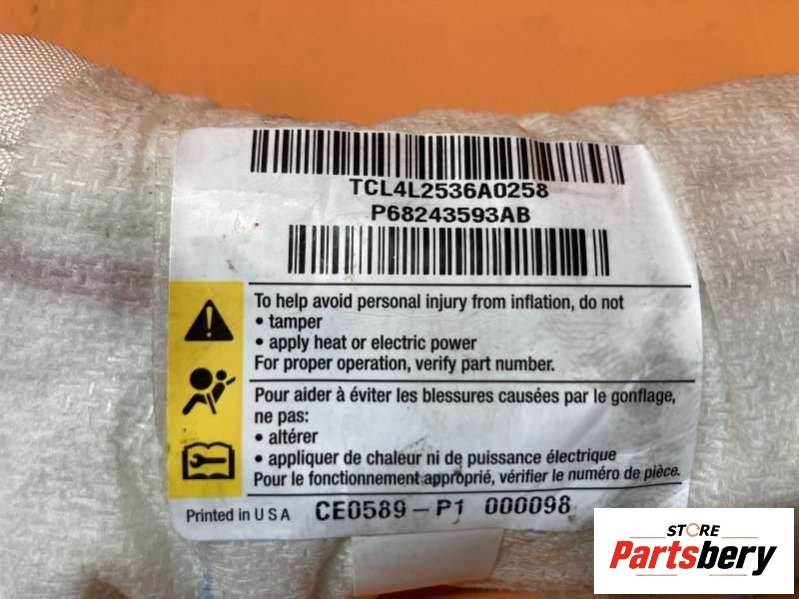 TCL4L2536A0258
P68243593AB
To help avoid personal injury from inflation, do not
• tamper
• apply heat or electric power
For proper operation, verify part number.
Pour aider à éviter les blessures causées par le gonflage,
ne pas:
• altérer
• appliquer de chaleur ni de puissance électrique
Pour le fonctionnement approprié, vérifier le numéro de pièce.
Printed in U S A CE0589-P1 000098
STORE
Partsbery